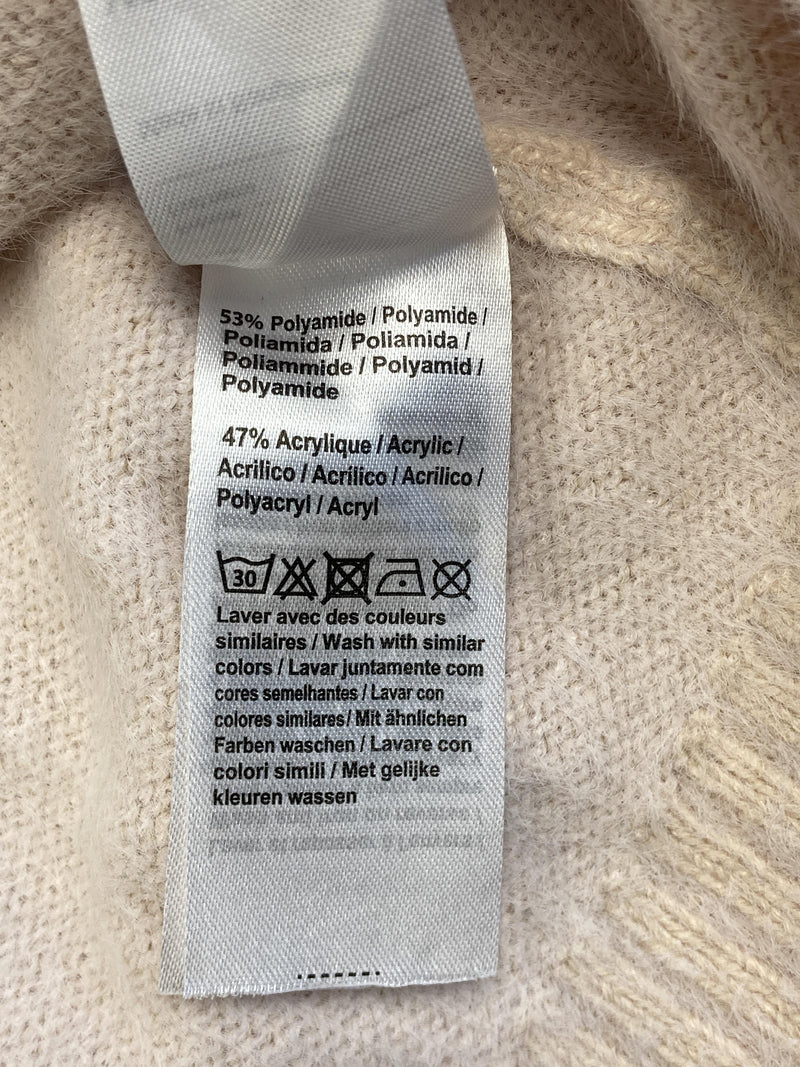 53% Polyamide / Polyamide /
Poliamida / Poliamida /
Poliammide / Polyamid /
Polyamide
47% Acrylique / Acrylic /
Acrilico / Acrílico / Acrílico /
Polyacryl / Acryl
30
Laver avec des couleurs
similaires / Wash with similar
colors / Lavar juntamente com
cores semelhantes / Lavar con
colores similares / Mit ähnlichen
Farben waschen / Lavare con
colori simili / Met gelijke
kleuren wassen